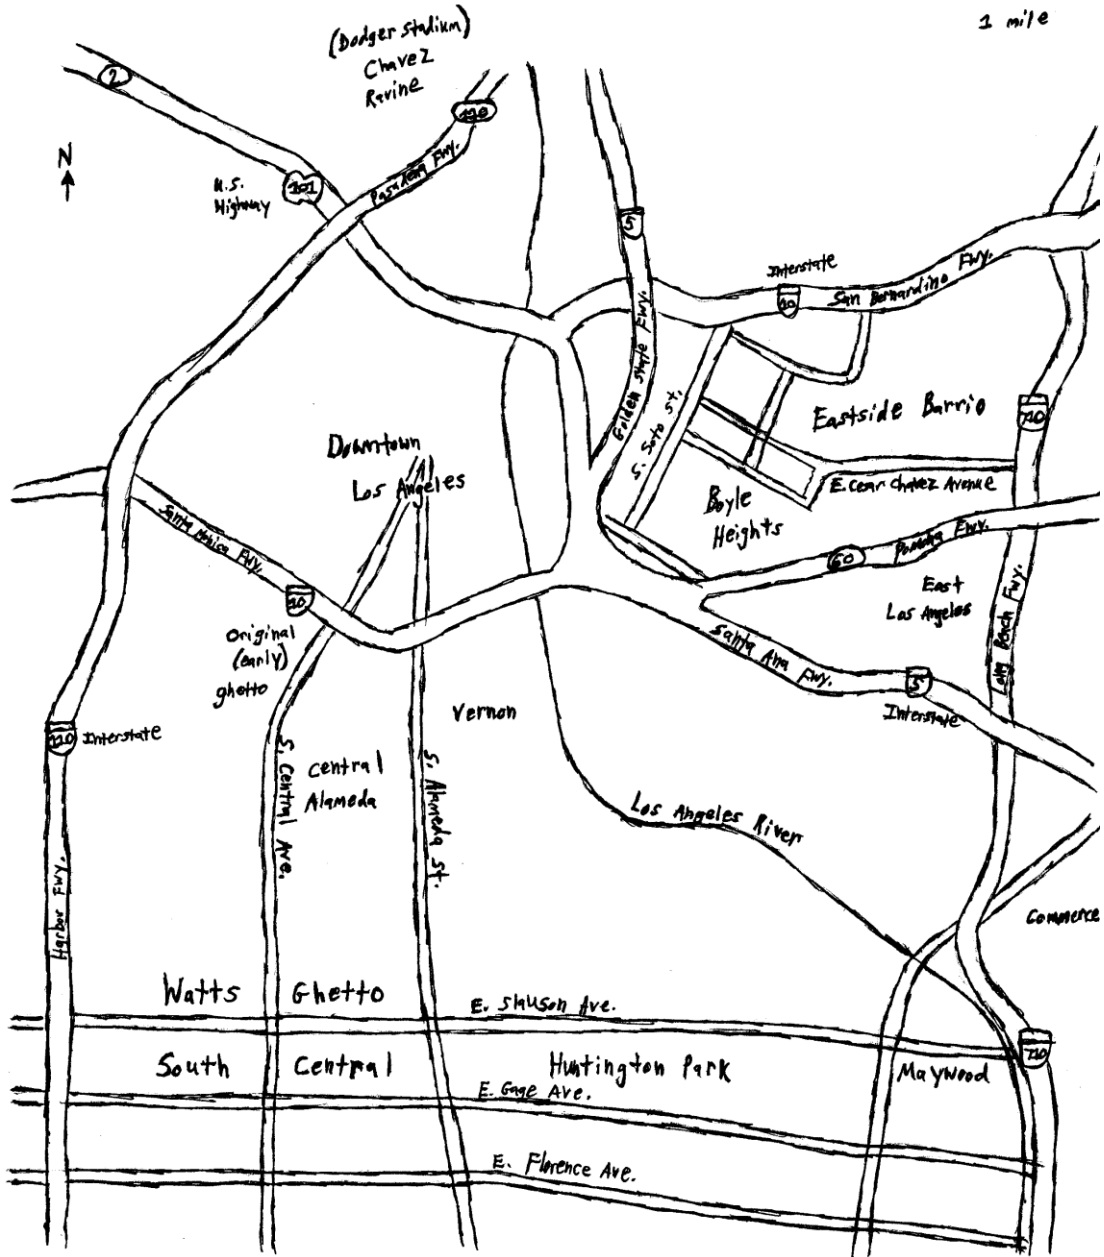 1 mile
(Dodger Stadium)
Chavez
Ravine
2
110
N
U.S.
Highway
101
Pasadena Fwy.
5
Interstate
10
San Bernardino Fwy.
Golden State Fwy.
S. Soto St.
Eastside Barrio
710
E. Cesar Chavez Avenue
Downtown
Los Angeles
Boyle
Heights
Santa Monica Fwy.
60
Pomona Fwy.
10
East
Los Angeles
Original
(early)
ghetto
Santa Ana Fwy.
Long Beach Fwy.
5
Interstate
110
Interstate
Vernon
S. Central Ave.
Central
Alameda
S. Alameda St.
Los Angeles River
Harbor Fwy.
Commerce
Watts Ghetto
E. Slauson Ave.
710
South Central
Huntington Park
Maywood
E. Gage Ave.
E. Florence Ave.